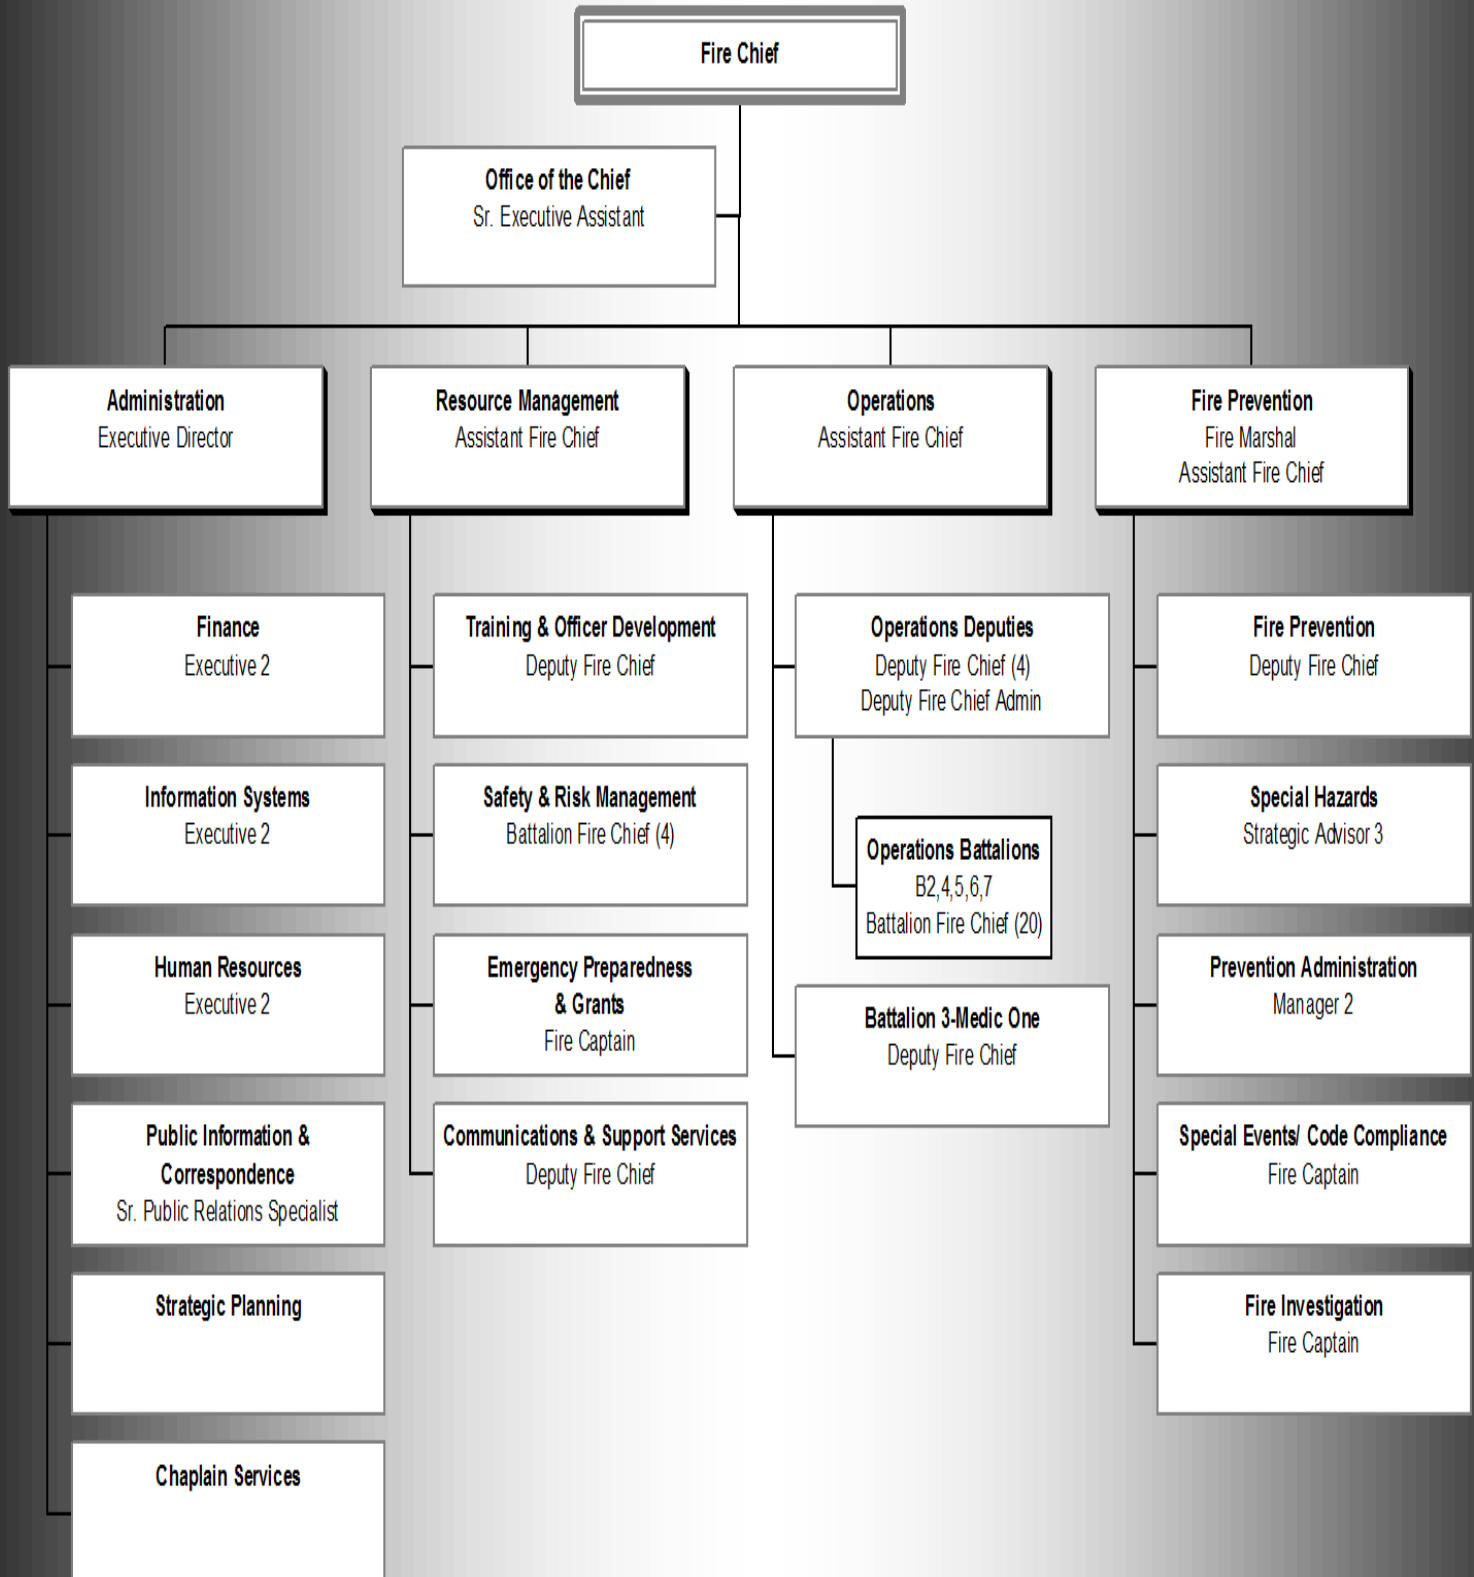 Fire Chief
Office of the Chief
Sr. Executive Assistant
Administration
Executive Director
Resource Management
Assistant Fire Chief
Operations
Assistant Fire Chief
Fire Prevention
Fire Marshal
Assistant Fire Chief
Finance
Executive 2
Information Systems
Executive 2
Human Resources
Executive 2
Public Information &
Correspondence
Sr. Public Relations Specialist
Strategic Planning
Chaplain Services
Training & Officer Development
Deputy Fire Chief
Safety & Risk Management
Battalion Fire Chief (4)
Emergency Preparedness
& Grants
Fire Captain
Communications & Support Services
Deputy Fire Chief
Operations Deputies
Deputy Fire Chief (4)
Deputy Fire Chief Admin
Operations Battalions
B2,4,5,6,7
Battalion Fire Chief (20)
Battalion 3-Medic One
Deputy Fire Chief
Fire Prevention
Deputy Fire Chief
Special Hazards
Strategic Advisor 3
Prevention Administration
Manager 2
Special Events/ Code Compliance
Fire Captain
Fire Investigation
Fire Captain